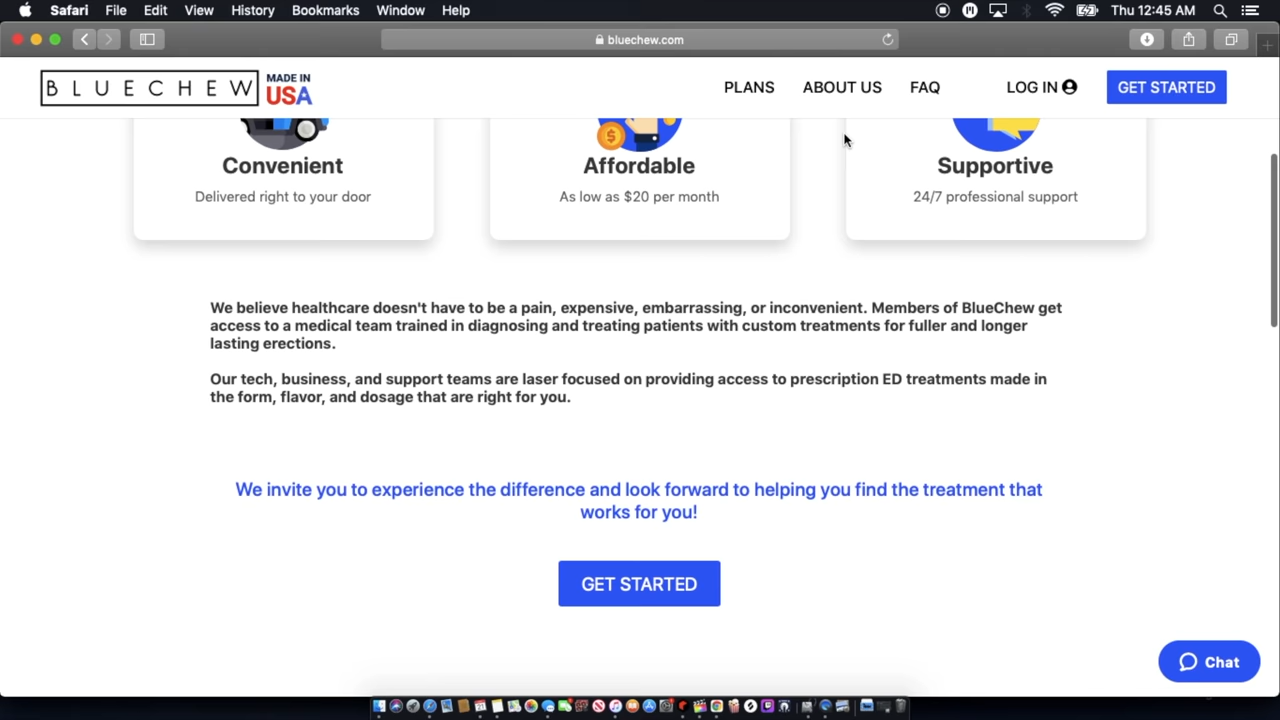 Safari File Edit View History Bookmarks Window Help Thu 12:45 AM
bluechew.com
BLUECHEW MADE IN USA PLANS ABOUT US FAQ LOG IN GET STARTED
Convenient Affordable Supportive
Delivered right to your door As low as $20 per month 24/7 professional support
We believe healthcare doesn't have to be a pain, expensive, embarrassing, or inconvenient. Members of BlueChew get
access to a medical team trained in diagnosing and treating patients with custom treatments for fuller and longer
lasting erections.
Our tech, business, and support teams are laser focused on providing access to prescription ED treatments made in
the form, flavor, and dosage that are right for you.
We invite you to experience the difference and look forward to helping you find the treatment that
works for you!
GET STARTED
Chat